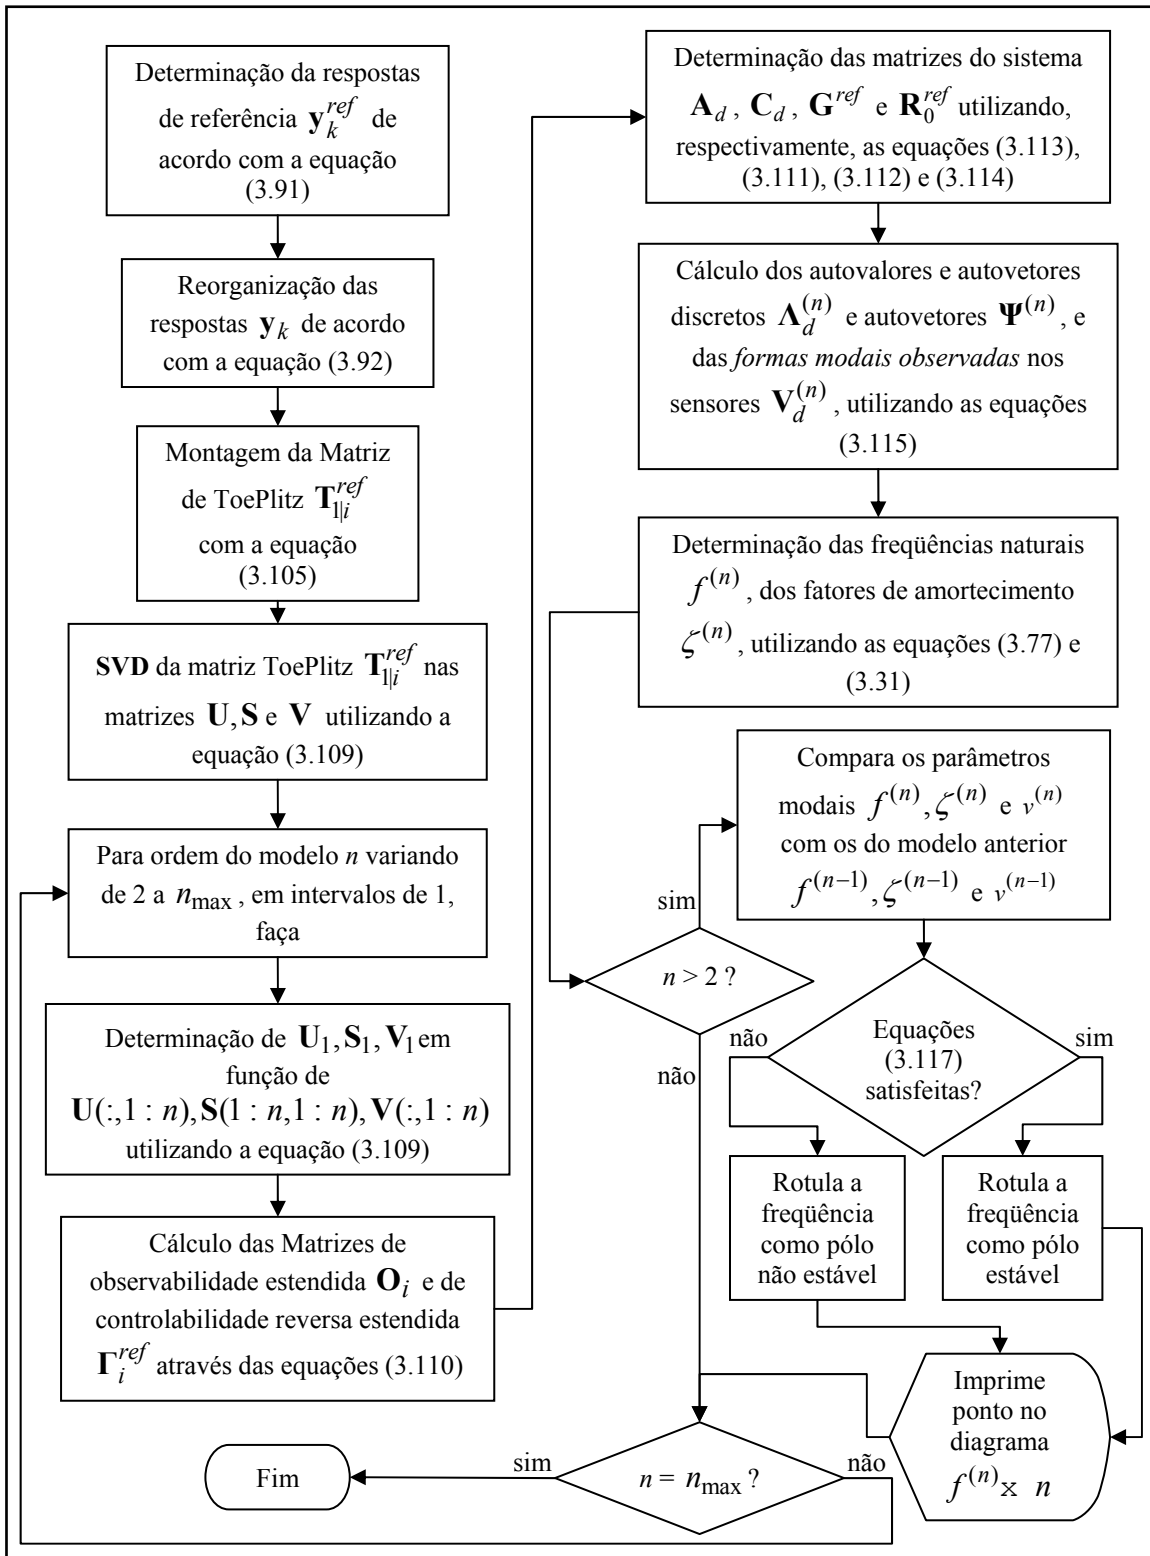 Determinação da respostas
de referência y_k^{ref} de
acordo com a equação
(3.91)
Reorganização das
respostas y_k de acordo
com a equação (3.92)
Montagem da Matriz
de ToePlitz T_{1|i}^{ref}
com a equação
(3.105)
SVD da matriz ToePlitz T_{1|i}^{ref} nas
matrizes U, S e V utilizando a
equação (3.109)
Para ordem do modelo n variando
de 2 a n_{max}, em intervalos de 1,
faça
Determinação de U_1, S_1, V_1 em
função de
U(:,1 : n), S(1 : n,1 : n), V(:,1 : n)
utilizando a equação (3.109)
Cálculo das Matrizes de
observabilidade estendida O_i e de
controlabilidade reversa estendida
Γ_i^{ref} através das equações (3.110)
Determinação das matrizes do sistema
A_d, C_d, G^{ref} e R_0^{ref} utilizando,
respectivamente, as equações (3.113),
(3.111), (3.112) e (3.114)
Cálculo dos autovalores e autovetores
discretos Λ_d^{(n)} e autovetores Ψ^{(n)}, e
das formas modais observadas nos
sensores V_d^{(n)}, utilizando as equações
(3.115)
Determinação das freqüências naturais
f^{(n)}, dos fatores de amortecimento
ζ^{(n)}, utilizando as equações (3.77) e
(3.31)
n > 2 ?
sim
não
Compara os parâmetros
modais f^{(n)}, ζ^{(n)} e v^{(n)}
com os do modelo anterior
f^{(n−1)}, ζ^{(n−1)} e v^{(n−1)}
Equações
(3.117)
satisfeitas?
não
sim
Rotula a
freqüência
como pólo
não estável
Rotula a
freqüência
como pólo
estável
Imprime
ponto no
diagrama
f^{(n)} x n
n = n_{max} ?
sim
não
Fim